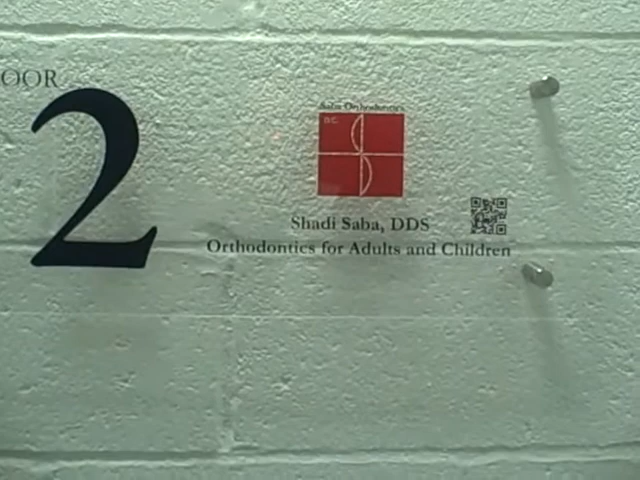 OOR
2
Saba Orthodontics
D.C.
Shadi Saba, DDS
Orthodontics for Adults and Children